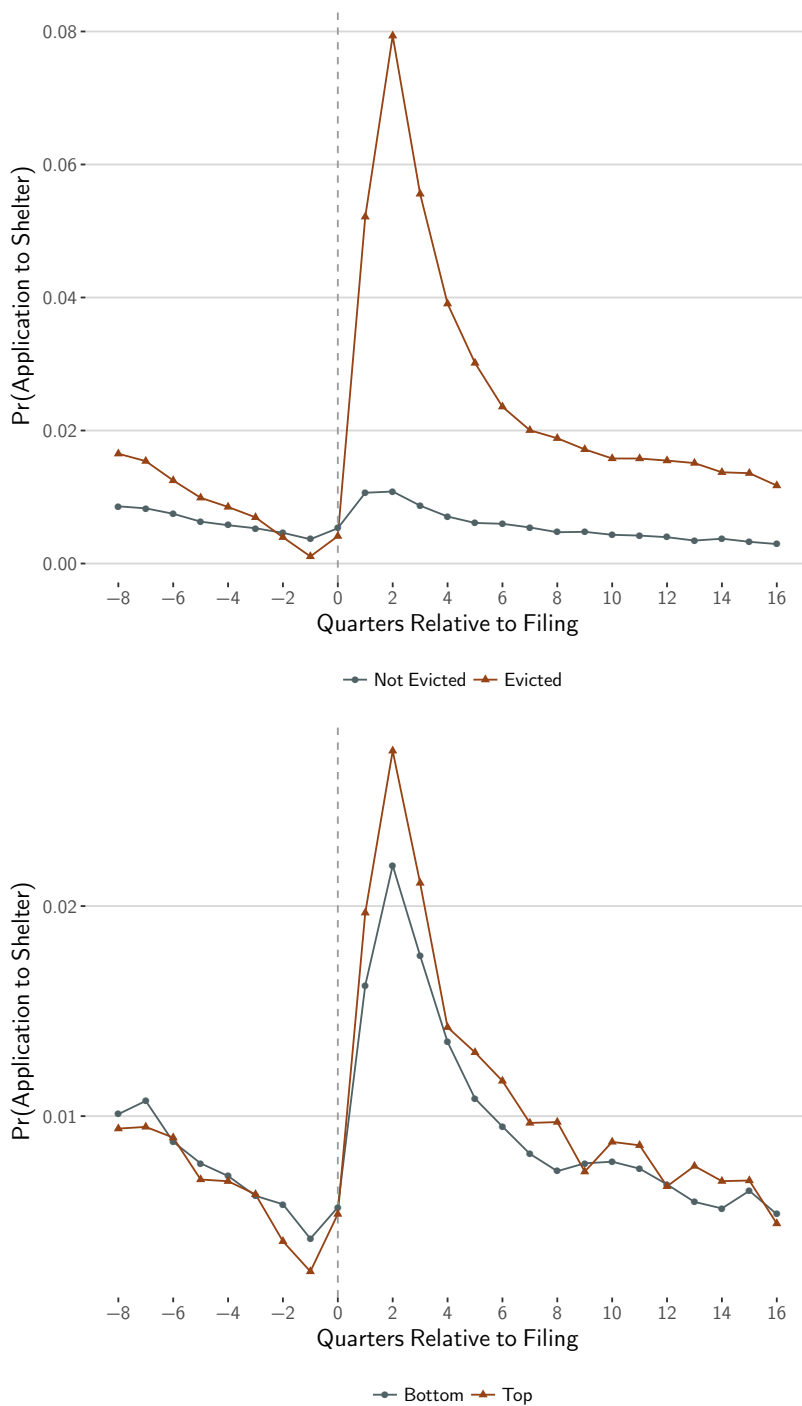 0.08
0.06
0.04
0.02
0.00
Pr(Application to Shelter)
−8 −6 −4 −2 0 2 4 6 8 10 12 14 16
Quarters Relative to Filing
Not Evicted Evicted
0.02
0.01
Pr(Application to Shelter)
−8 −6 −4 −2 0 2 4 6 8 10 12 14 16
Quarters Relative to Filing
Bottom Top